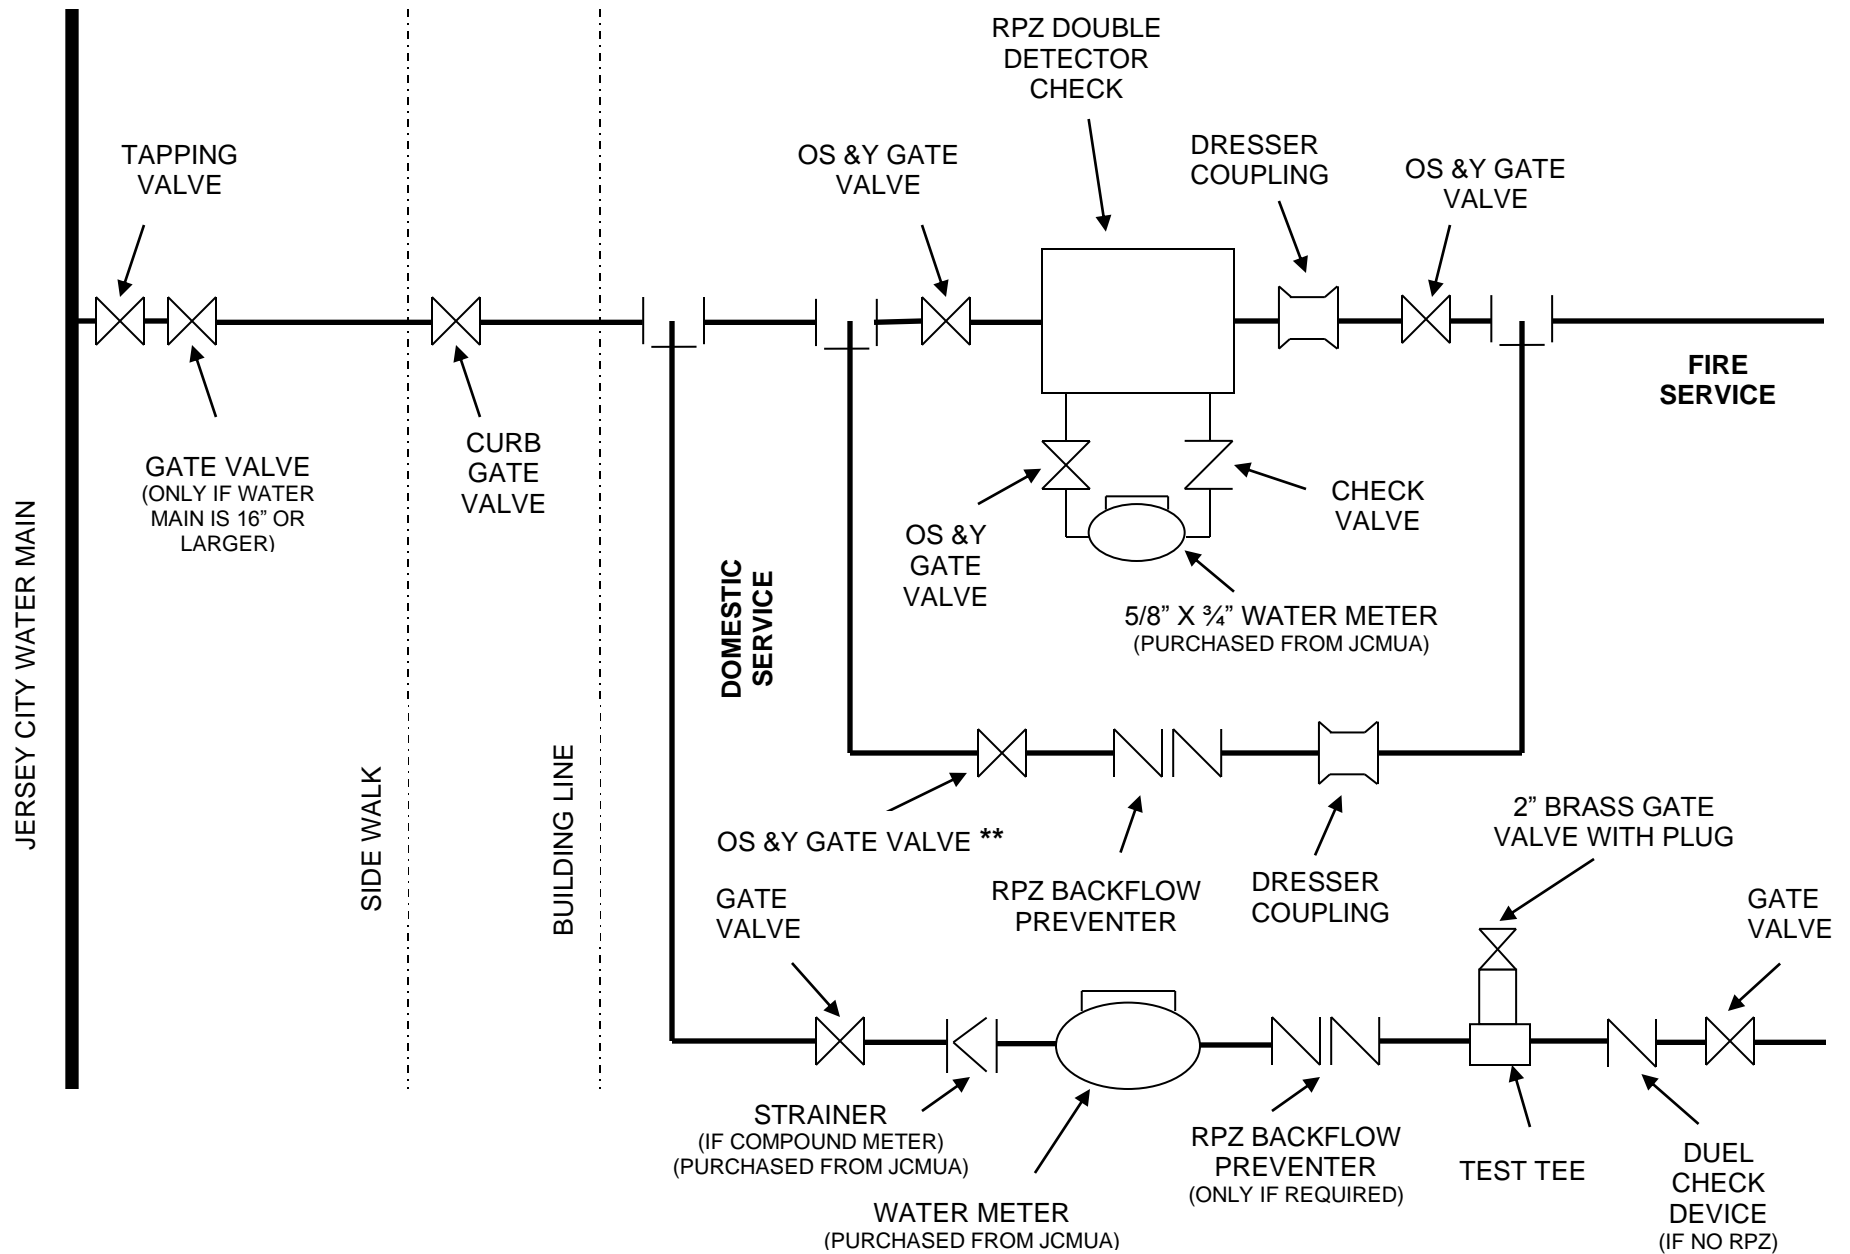 RPZ DOUBLE
DETECTOR
CHECK
TAPPING
VALVE
OS &Y GATE
VALVE
DRESSER
COUPLING
OS &Y GATE
VALVE
FIRE
SERVICE
GATE VALVE
(ONLY IF WATER
MAIN IS 16” OR
LARGER)
CURB
GATE
VALVE
OS &Y
GATE
VALVE
CHECK
VALVE
5/8” X ¾” WATER METER
(PURCHASED FROM JCMUA)
JERSEY CITY WATER MAIN
SIDE WALK
BUILDING LINE
DOMESTIC
SERVICE
OS &Y GATE VALVE **
RPZ BACKFLOW
PREVENTER
DRESSER
COUPLING
2” BRASS GATE
VALVE WITH PLUG
GATE
VALVE
GATE
VALVE
STRAINER
(IF COMPOUND METER)
(PURCHASED FROM JCMUA)
WATER METER
(PURCHASED FROM JCMUA)
RPZ BACKFLOW
PREVENTER
(ONLY IF REQUIRED)
TEST TEE
DUEL
CHECK
DEVICE
(IF NO RPZ)